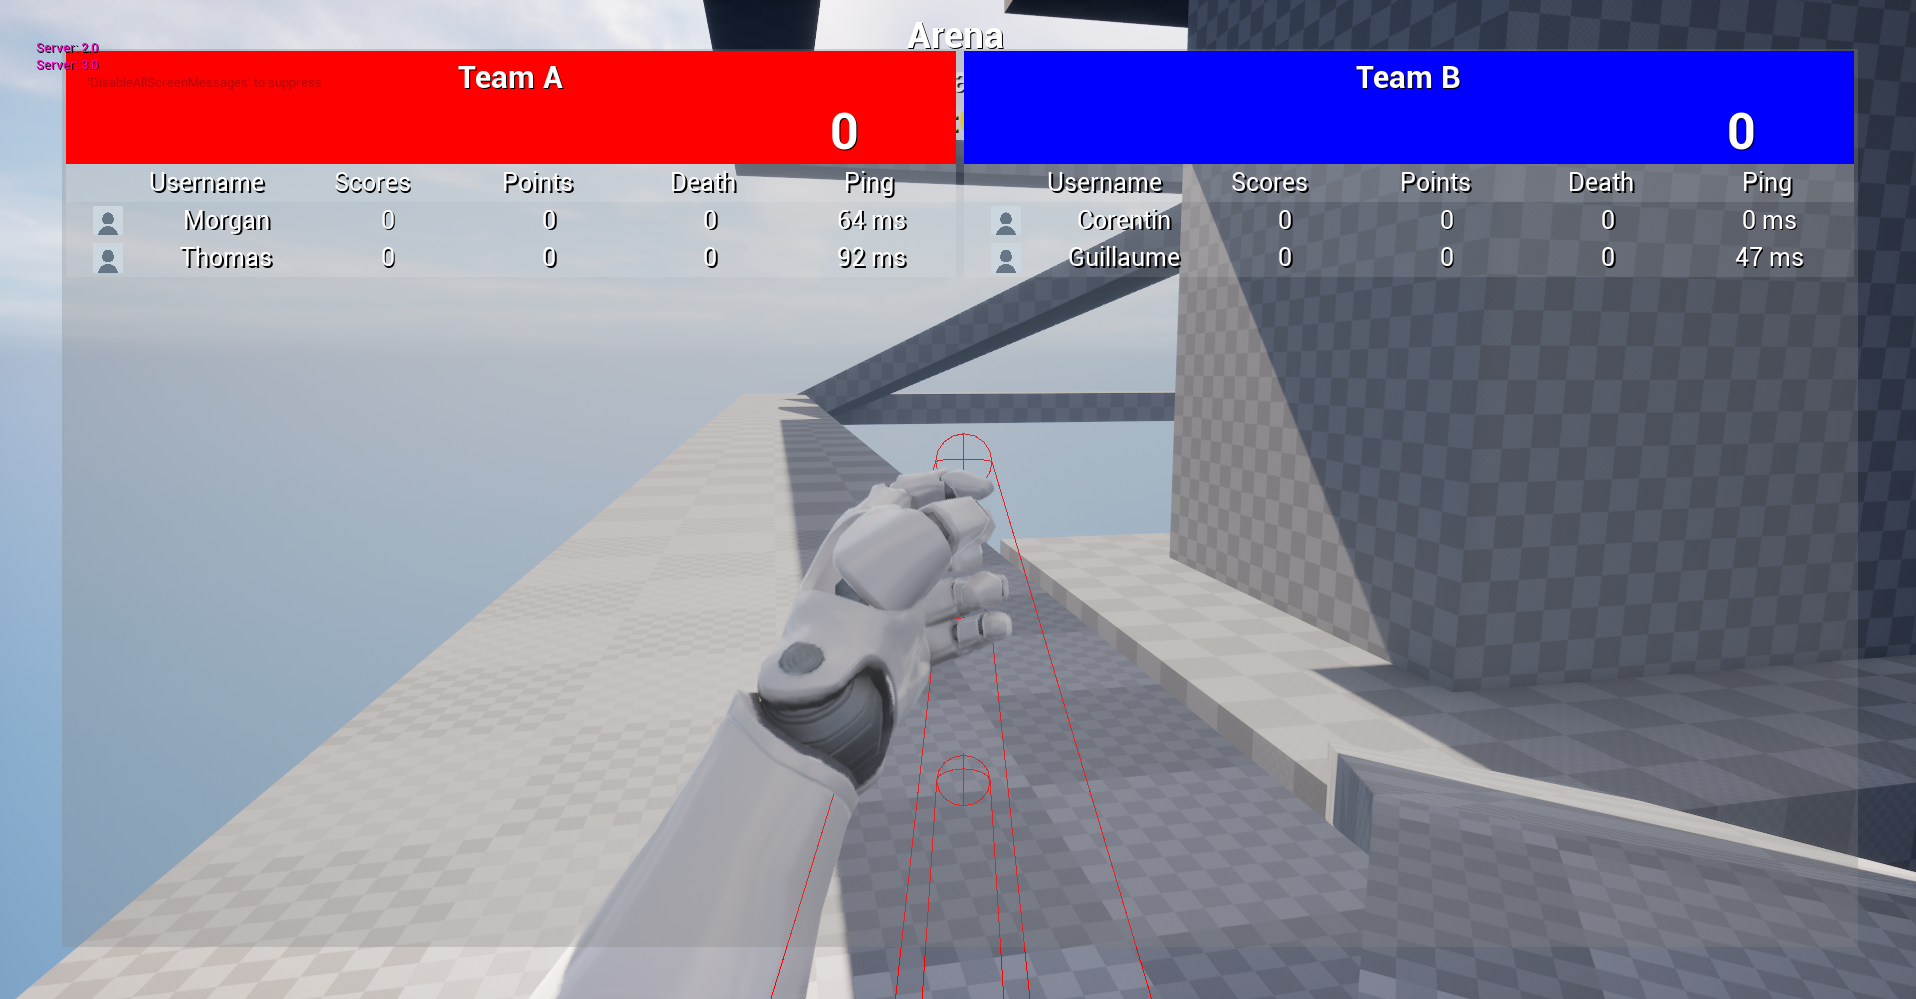 Arena
Server: 2.0
Server: 3.0
'DisableAllScreenMessages' to suppress
Team A
0
Username Scores Points Death Ping
Morgan 0 0 0 64 ms
Thomas 0 0 0 92 ms
Team B
0
Username Scores Points Death Ping
Corentin 0 0 0 0 ms
Guillaume 0 0 0 47 ms